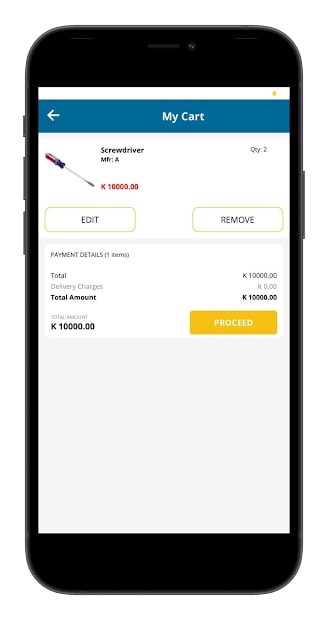 My Cart
Screwdriver
Qty: 2
Mfr: A
K 10000.00
EDIT
REMOVE
PAYMENT DETAILS (1 items)
Total K 10000.00
Delivery Charges K 0.00
Total Amount K 10000.00
TOTAL AMOUNT
K 10000.00
PROCEED